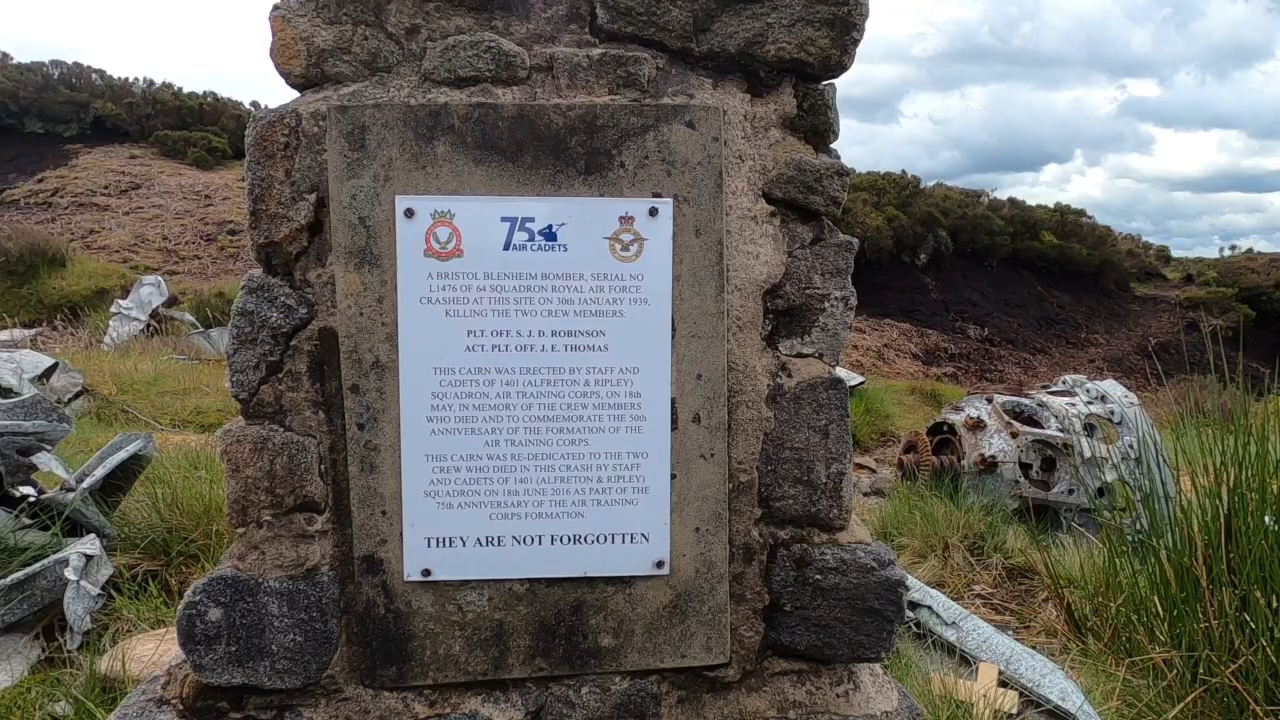 75
AIR CADETS
A BRISTOL BLENHEIM BOMBER, SERIAL NO
L1476 OF 64 SQUADRON ROYAL AIR FORCE
CRASHED AT THIS SITE ON 30th JANUARY 1939,
KILLING THE TWO CREW MEMBERS:
PLT. OFF. S. J. D. ROBINSON
ACT. PLT. OFF. J. E. THOMAS
THIS CAIRN WAS ERECTED BY STAFF AND
CADETS OF 1401 (ALFRETON & RIPLEY)
SQUADRON, AIR TRAINING CORPS, ON 18th
MAY, IN MEMORY OF THE CREW MEMBERS
WHO DIED AND TO COMMEMORATE THE 50th
ANNIVERSARY OF THE FORMATION OF THE
AIR TRAINING CORPS.
THIS CAIRN WAS RE-DEDICATED TO THE TWO
CREW WHO DIED IN THIS CRASH BY STAFF
AND CADETS OF 1401 (ALFRETON & RIPLEY)
SQUADRON ON 18th JUNE 2016 AS PART OF THE
75th ANNIVERSARY OF THE AIR TRAINING
CORPS FORMATION.
THEY ARE NOT FORGOTTEN